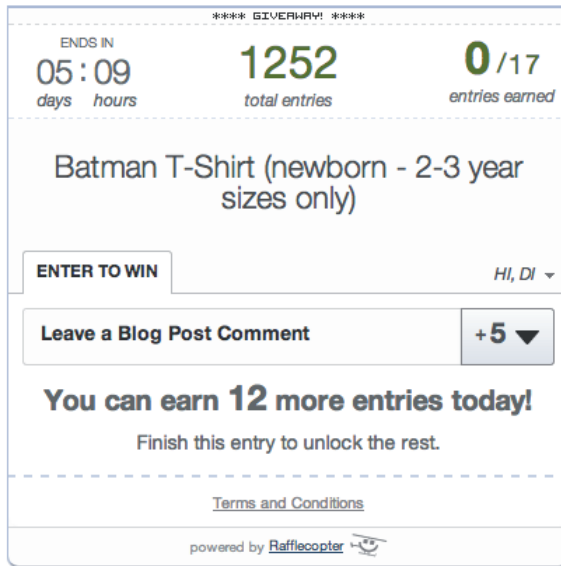 **** GIVEAWAY! ****
ENDS IN
05:09
days hours
1252
total entries
0/17
entries earned
Batman T-Shirt (newborn - 2-3 year
sizes only)
ENTER TO WIN
HI, DI
Leave a Blog Post Comment
+5
You can earn 12 more entries today!
Finish this entry to unlock the rest.
Terms and Conditions
powered by Rafflecopter